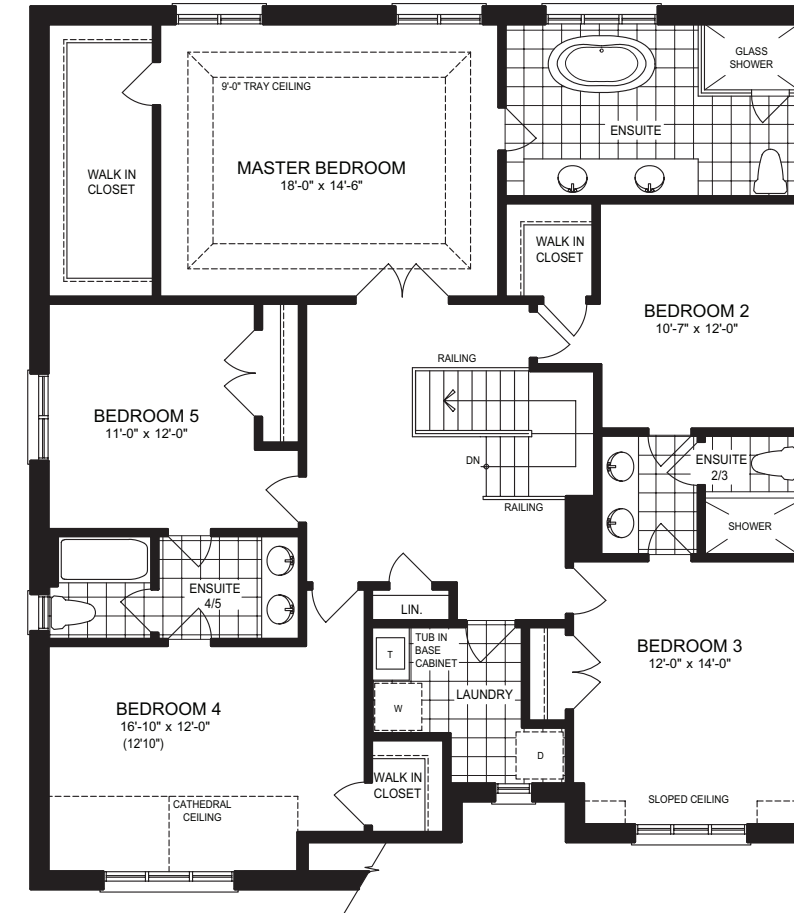 GLASS
SHOWER
9'-0" TRAY CEILING
ENSUITE
MASTER BEDROOM
18'-0" x 14'-6"
WALK IN
CLOSET
WALK IN
CLOSET
BEDROOM 2
10'-7" x 12'-0"
RAILING
BEDROOM 5
11'-0" x 12'-0"
DN
ENSUITE
2/3
RAILING
SHOWER
ENSUITE
4/5
LIN.
TUB IN
BASE
CABINET
T
BEDROOM 3
12'-0" x 14'-0"
LAUNDRY
W
BEDROOM 4
16'-10" x 12'-0"
(12'10")
D
WALK IN
CLOSET
CATHEDRAL
CEILING
SLOPED CEILING